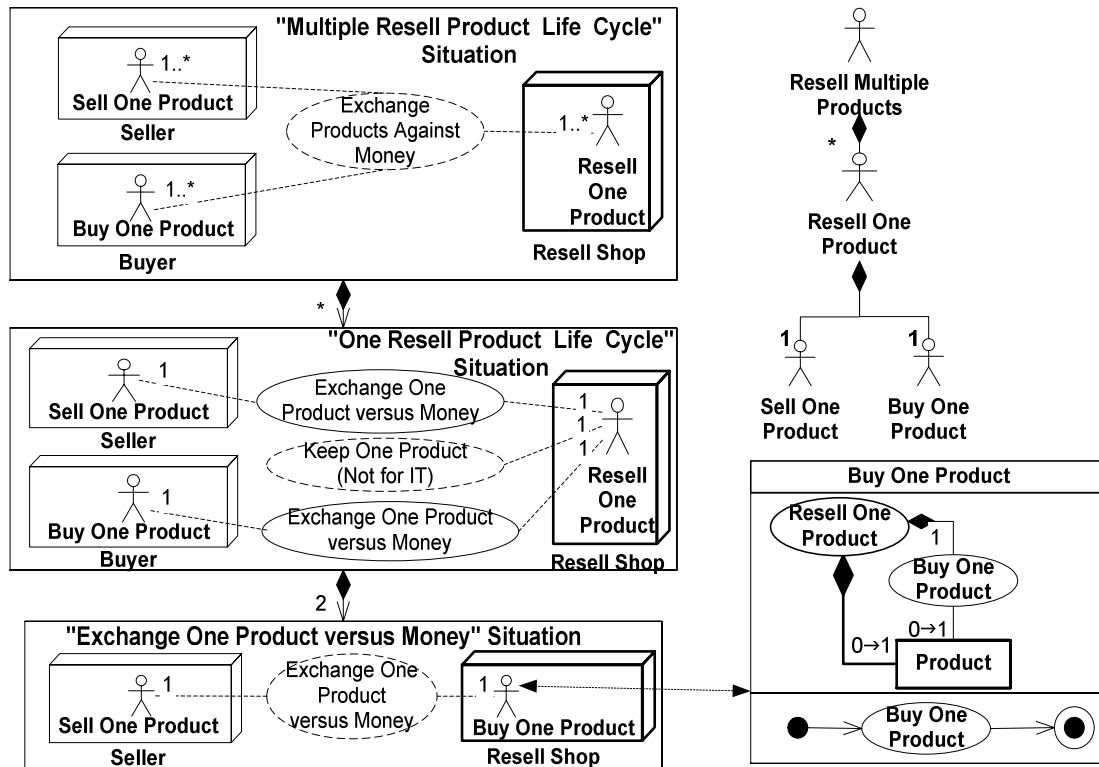 "Multiple Resell Product Life Cycle"
Situation
1..*
Sell One Product
Seller
Exchange
Products Against
Money
1..*
Resell
One
Product
Resell Shop
1..*
Buy One Product
Buyer
*
"One Resell Product Life Cycle"
Situation
1
Sell One Product
Seller
Exchange One
Product versus Money
1
1
1
Keep One Product
(Not for IT)
Resell
One
Product
Resell Shop
1
Buy One Product
Buyer
Exchange One Product
versus Money
2
"Exchange One Product versus Money" Situation
1
Sell One Product
Seller
Exchange One
Product
versus Money
1
Buy One Product
Resell Shop
Resell Multiple
Products
*
Resell One
Product
1
1
Sell One
Product
Buy One
Product
Buy One Product
Resell One
Product
1
Buy One
Product
0→1
0→1
Product
Buy One
Product